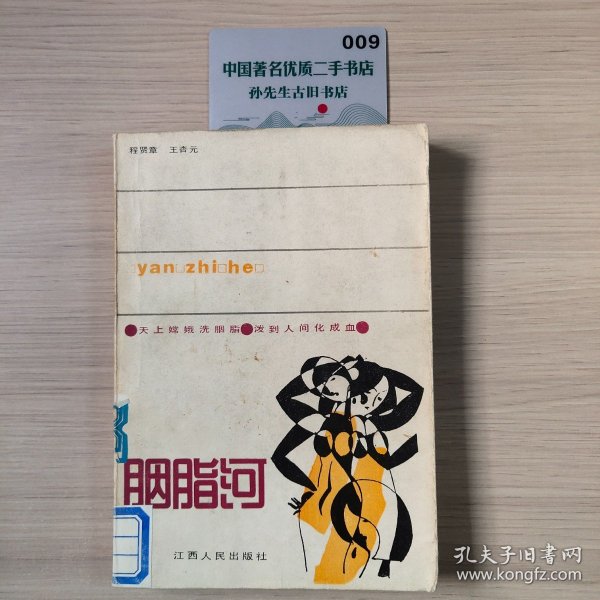 009
中国著名优质二手书店
孙先生古旧书店
程贤章 王杏元
yan zhi he
天上嫦娥洗胭脂 泼到人间化成血
胭脂河
江西人民出版社
孔夫子旧书网
www.kongfz.com